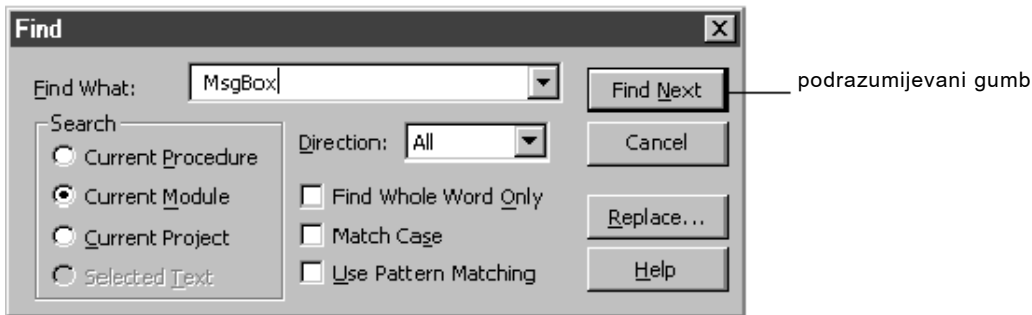 Find
Find What: MsgBox
Find Next
podrazumijevani gumb
Search
Current Procedure
Current Module
Current Project
Selected Text
Direction: All
Find Whole Word Only
Match Case
Use Pattern Matching
Cancel
Replace...
Help